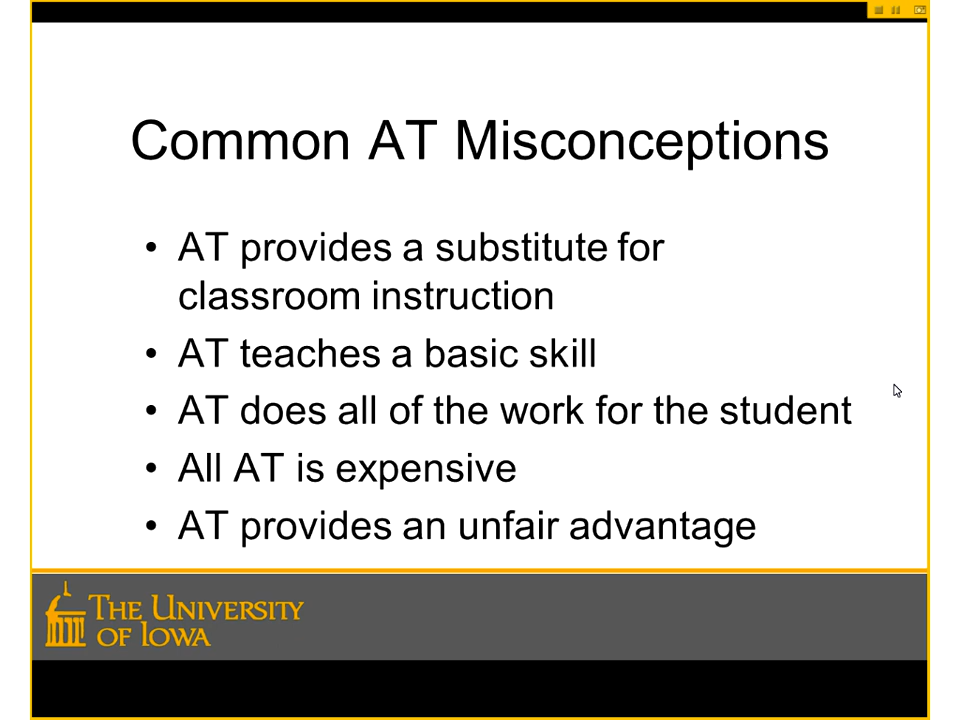 Common AT Misconceptions
• AT provides a substitute for
classroom instruction
• AT teaches a basic skill
• AT does all of the work for the student
• All AT is expensive
• AT provides an unfair advantage
THE UNIVERSITY
OF IOWA